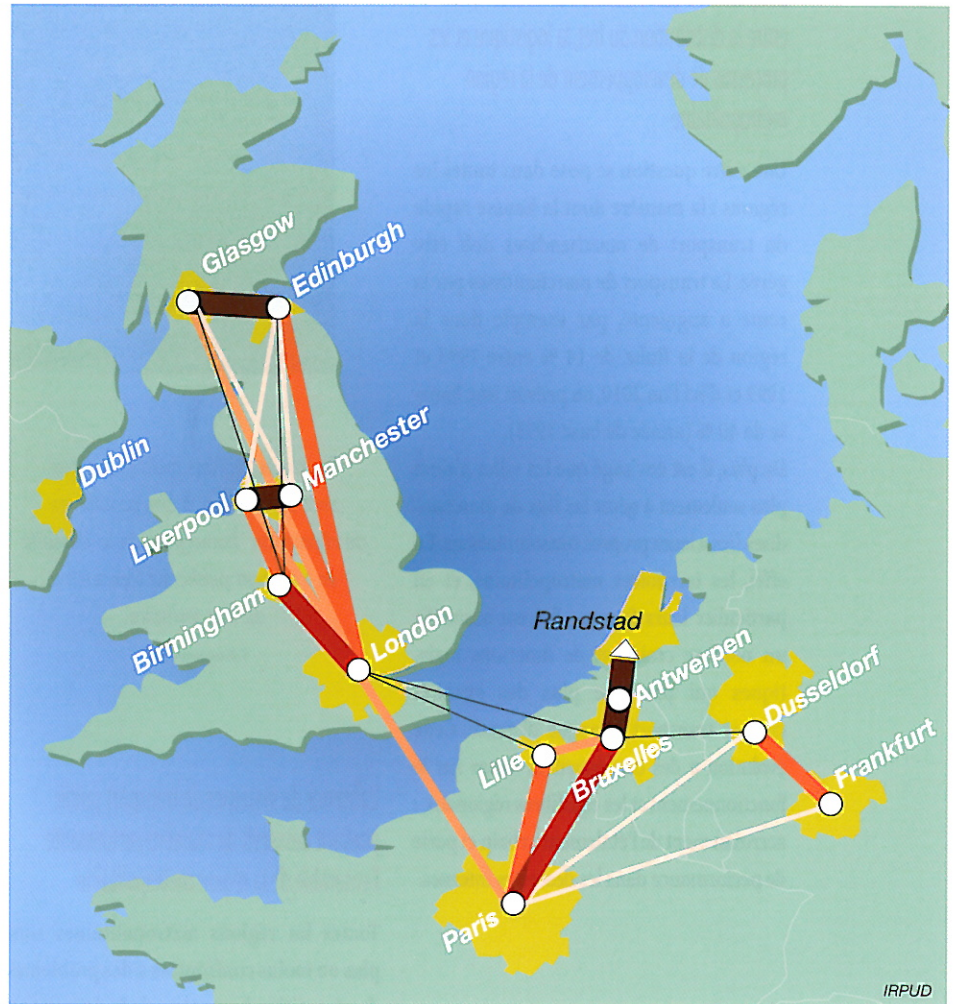 Glasgow
Edinburgh
Dublin
Manchester
Liverpool
Birmingham
London
Randstad
Antwerpen
Dusseldorf
Bruxelles
Lille
Frankfurt
Paris
IRPUD